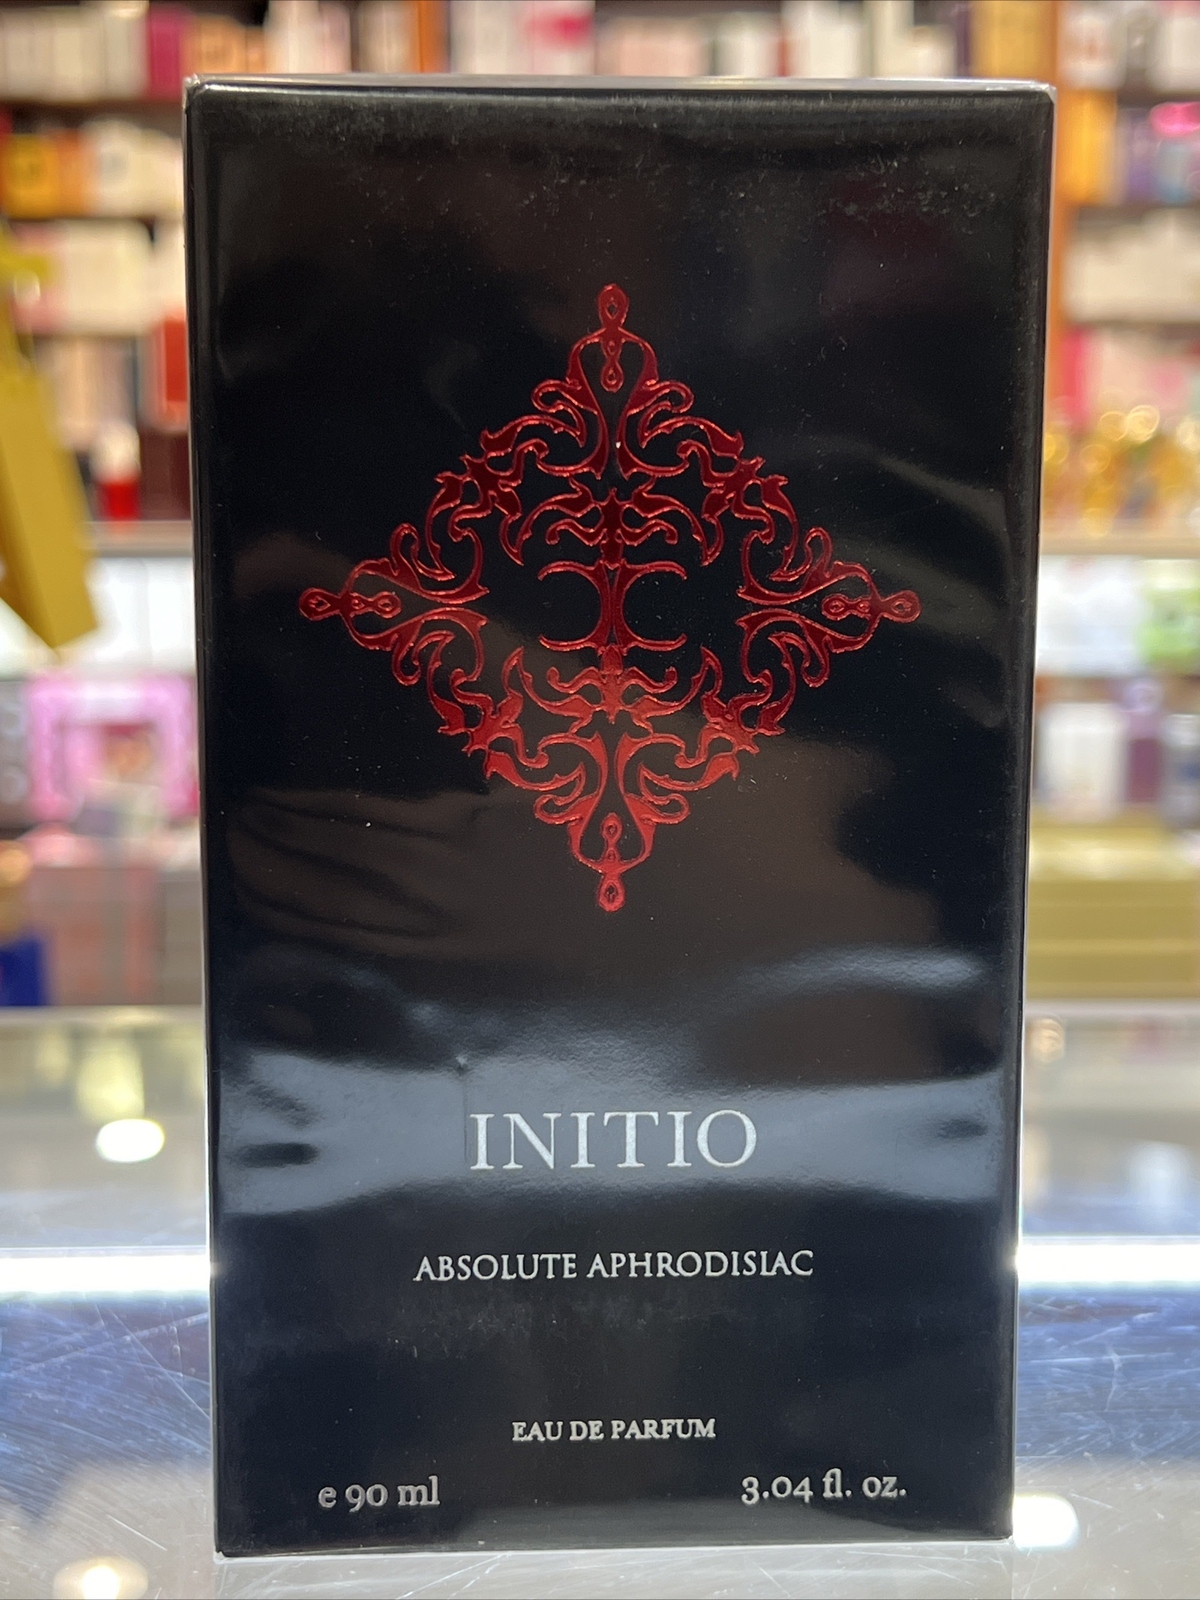 INITIO
ABSOLUTE APHRODISIAC
EAU DE PARFUM
e 90 ml 3.04 fl. oz.